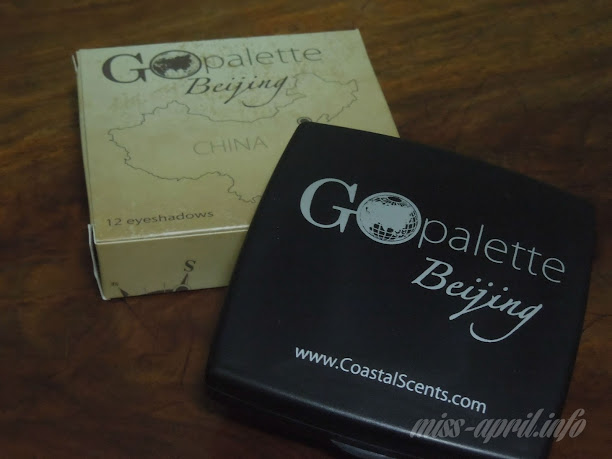 GOpalette
Beijing
CHINA
12 eyeshadows
S
GOpalette
Beijing
www.CoastalScents.com
miss-april.info